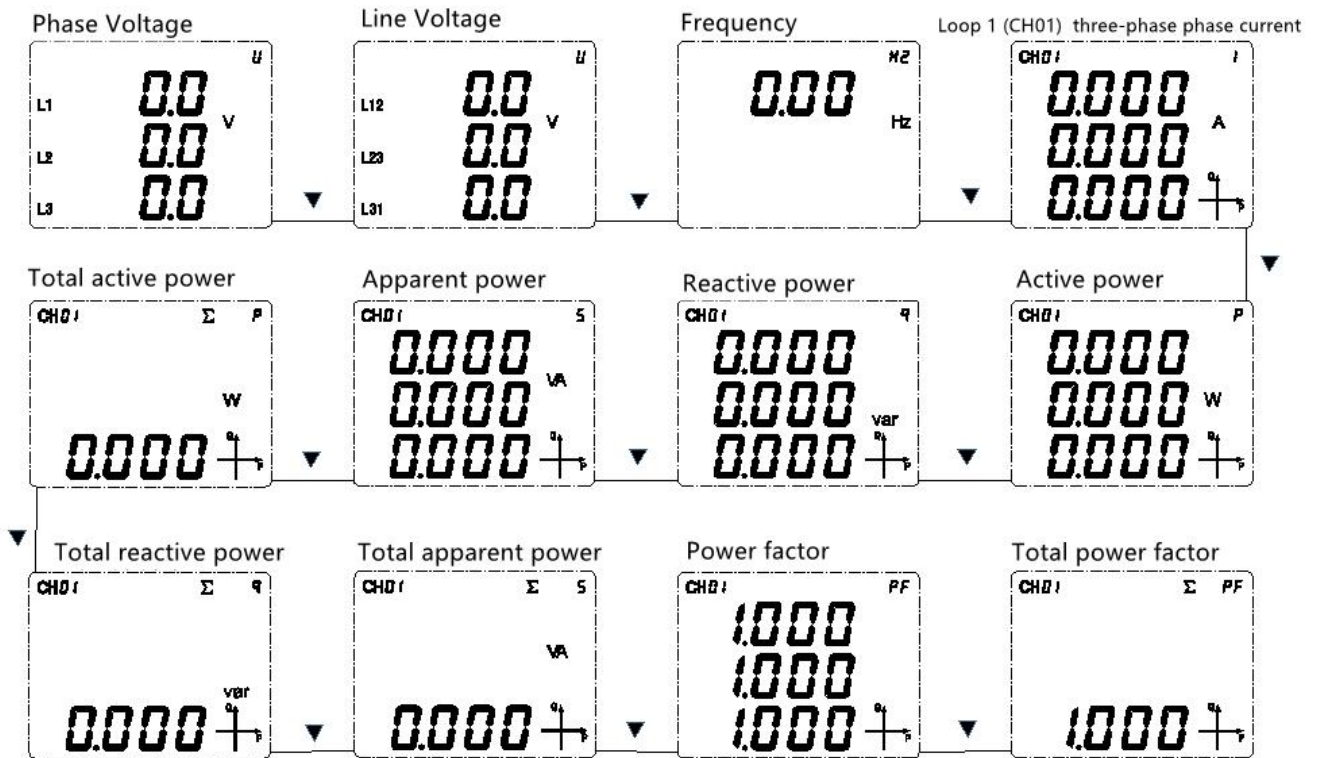 Phase Voltage
U
L1 0.0
V
L2 0.0
L3 0.0
Line Voltage
U
L12 0.0
V
L23 0.0
L31 0.0
Frequency
HZ
0.00
Hz
Loop 1 (CH01) three-phase phase current
CH01 I
0.000
A
0.000
0.000
Q
P
Total active power
CH01 Σ P
W
0.000
Q
P
Apparent power
CH01 S
0.000
VA
0.000
0.000
Q
P
Reactive power
CH01 q
0.000
0.000
var
0.000
Q
P
Active power
CH01 P
0.000
0.000 W
0.000
Q
P
Total reactive power
CH01 Σ q
var
0.000
Q
P
Total apparent power
CH01 Σ S
VA
0.000
Q
P
Power factor
CH01 PF
1.000
1.000
1.000
Q
P
Total power factor
CH01 Σ PF
1.000
Q
P